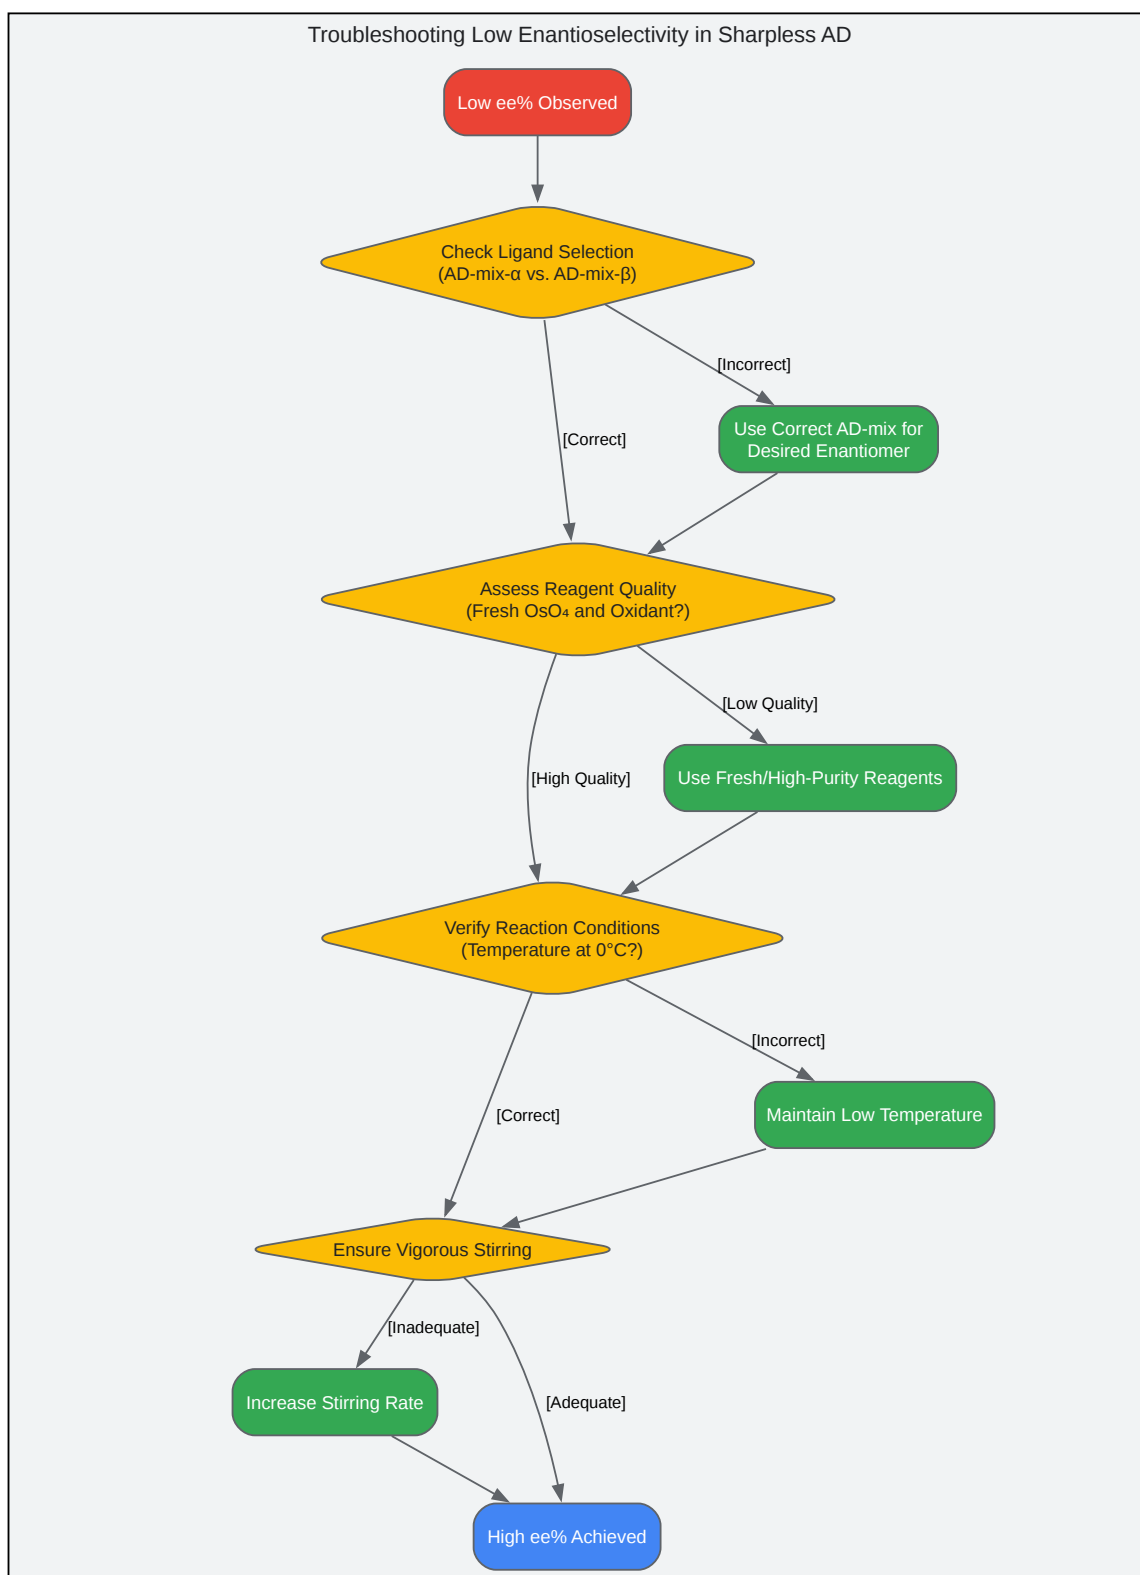 Troubleshooting Low Enantioselectivity in Sharpless AD
Low ee% Observed
Check Ligand Selection
(AD-mix-α vs. AD-mix-β)
[Incorrect]
Use Correct AD-mix for
Desired Enantiomer
[Correct]
Assess Reagent Quality
(Fresh OsO₄ and Oxidant?)
[Low Quality]
[High Quality]
Use Fresh/High-Purity Reagents
Verify Reaction Conditions
(Temperature at 0°C?)
[Incorrect]
[Correct]
Maintain Low Temperature
Ensure Vigorous Stirring
[Inadequate]
Increase Stirring Rate
[Adequate]
High ee% Achieved